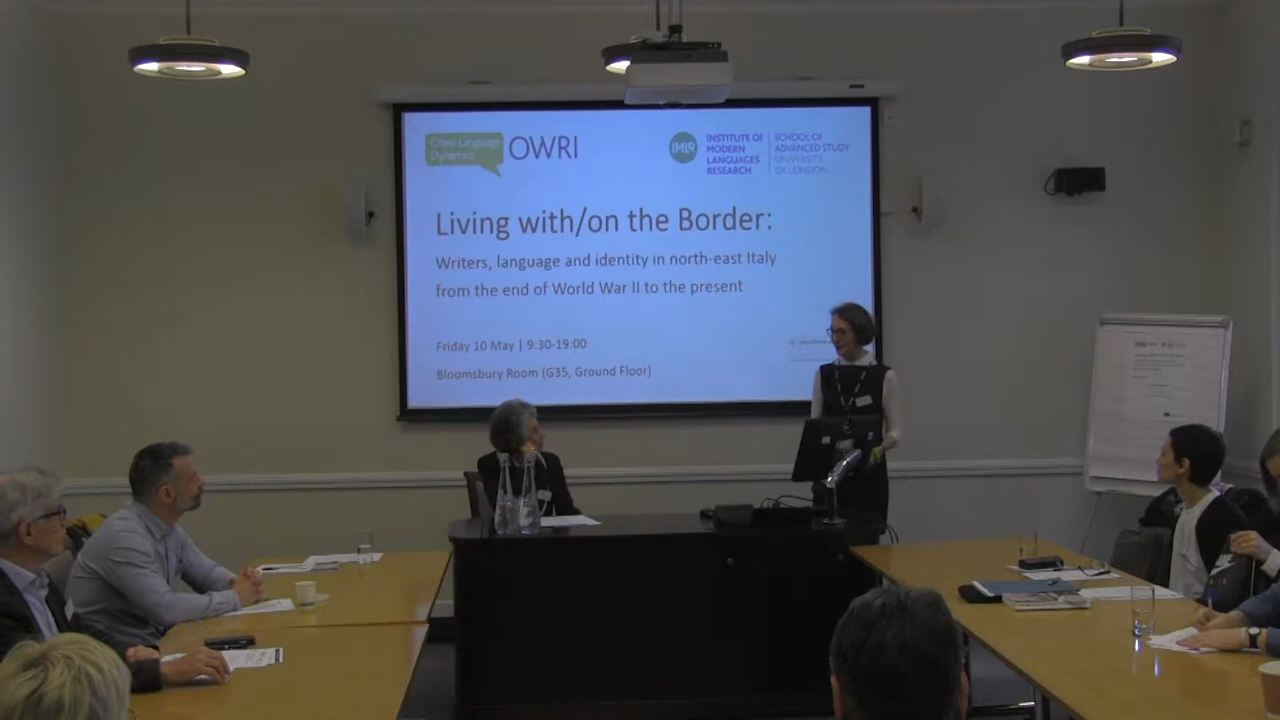 Cross-Language
Dynamics
OWRI
IMLR
INSTITUTE OF
MODERN
LANGUAGES
RESEARCH
SCHOOL OF
ADVANCED STUDY
UNIVERSITY
OF LONDON
Living with/on the Border:
Writers, language and identity in north-east Italy
from the end of World War II to the present
Friday 10 May | 9:30-19:00
Bloomsbury Room (G35, Ground Floor)